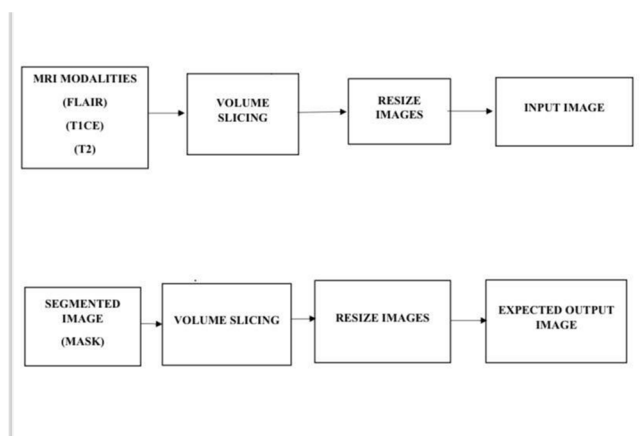 MRI MODALITIES
(FLAIR)
(T1CE)
(T2)
VOLUME
SLICING
RESIZE
IMAGES
INPUT IMAGE
SEGMENTED
IMAGE
(MASK)
VOLUME SLICING
RESIZE IMAGES
EXPECTED OUTPUT
IMAGE